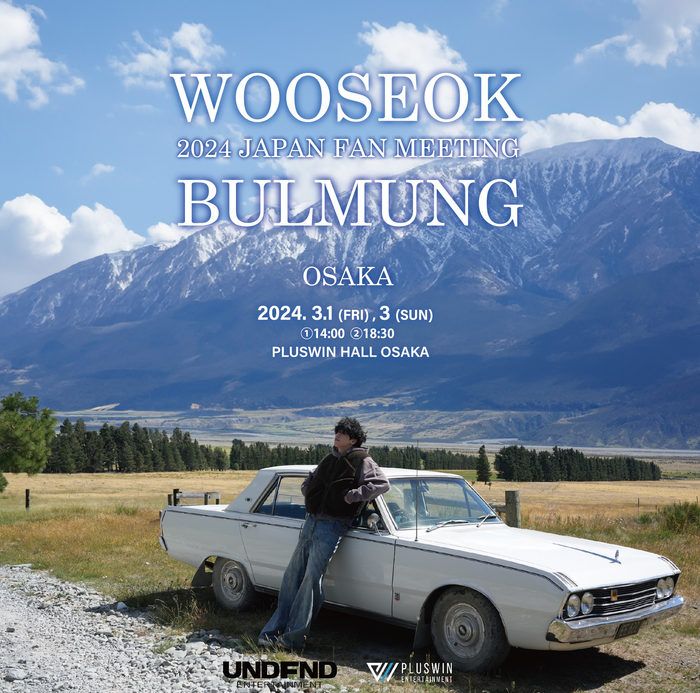 WOOSEOK
2024 JAPAN FAN MEETING
BULMUNG
OSAKA
2024. 3.1 (FRI) , 3 (SUN)
①14:00 ②18:30
PLUSWIN HALL OSAKA
UNDFND
ENTERTAINMENT
PLUSWIN
ENTERTAINMENT